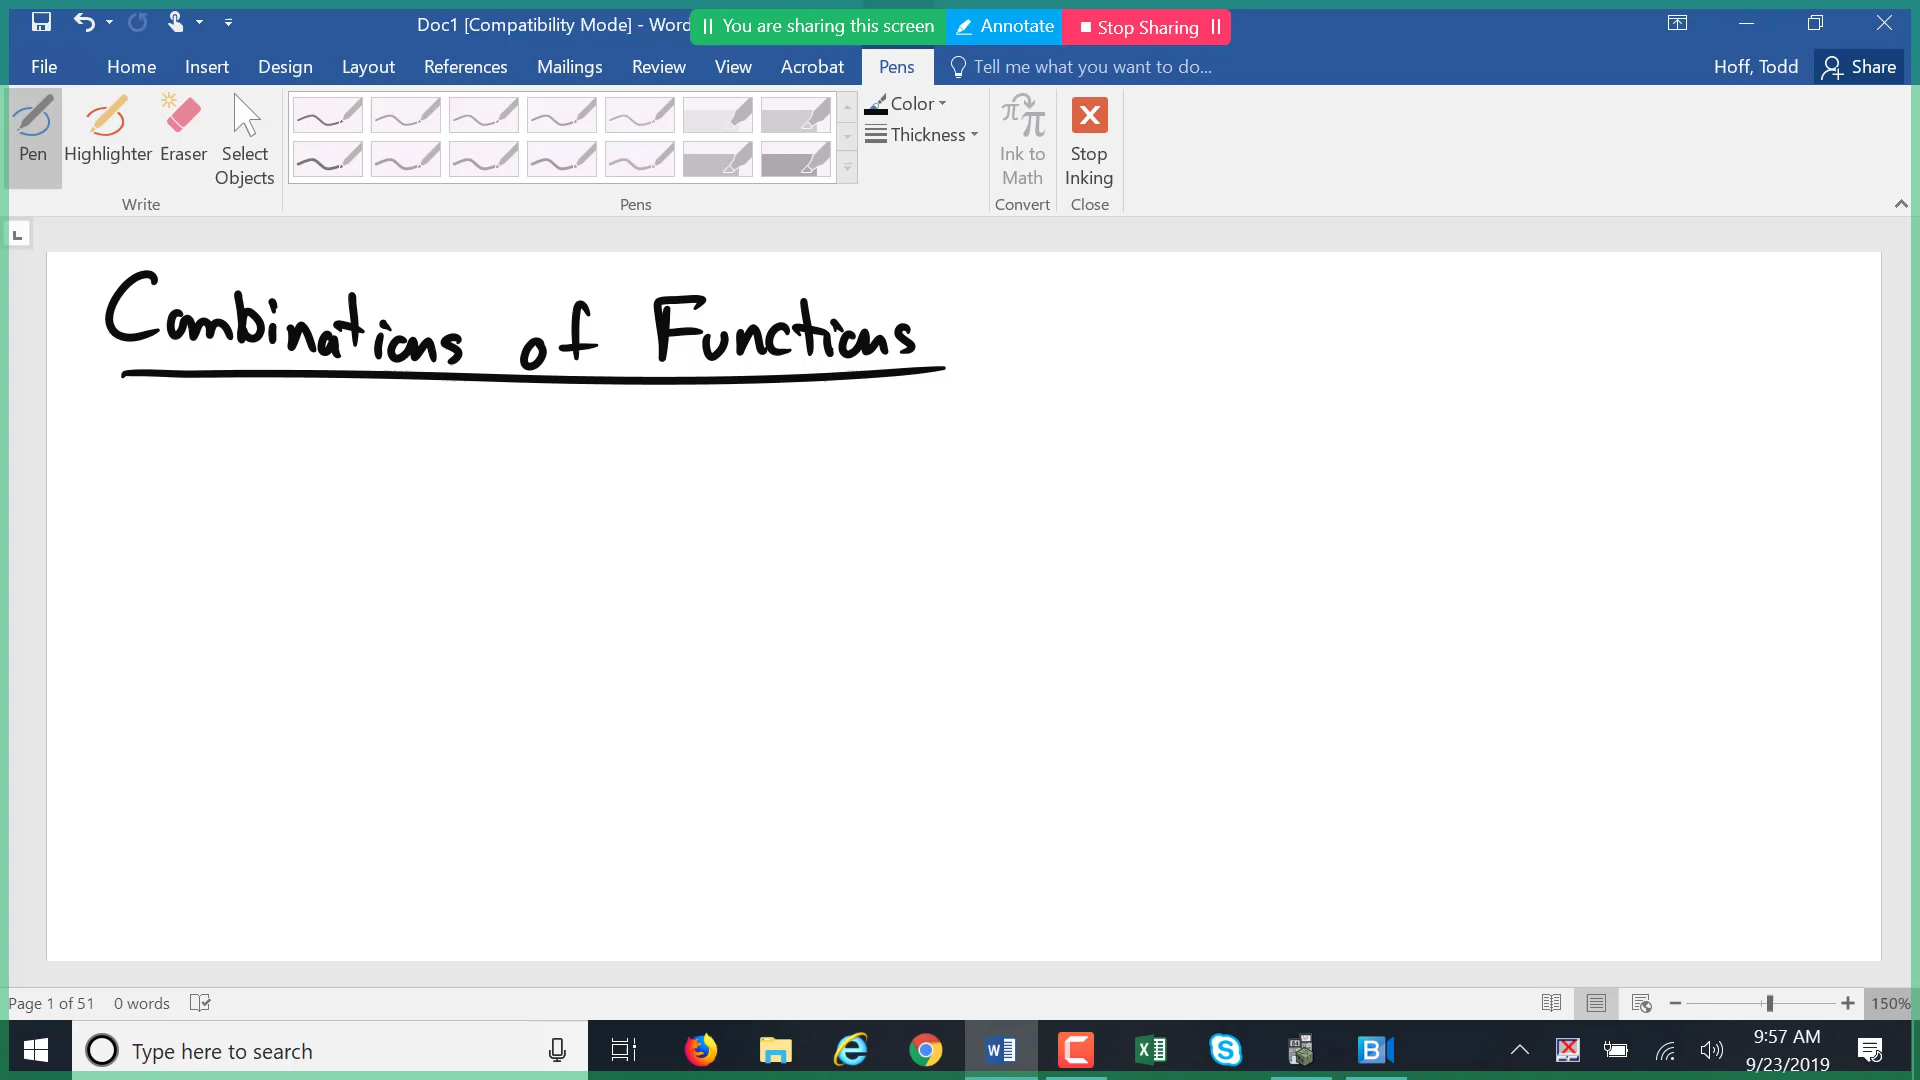 Doc1 [Compatibility Mode] - Word
You are sharing this screen
Annotate
Stop Sharing
File Home Insert Design Layout References Mailings Review View Acrobat Pens Tell me what you want to do... Hoff, Todd Share
Pen Highlighter Eraser Select Objects
Color
Thickness
Ink to Math
Stop Inking
Write Pens Convert Close
Combinations of Functions
Page 1 of 51 0 words 150%
Type here to search
9:57 AM
9/23/2019